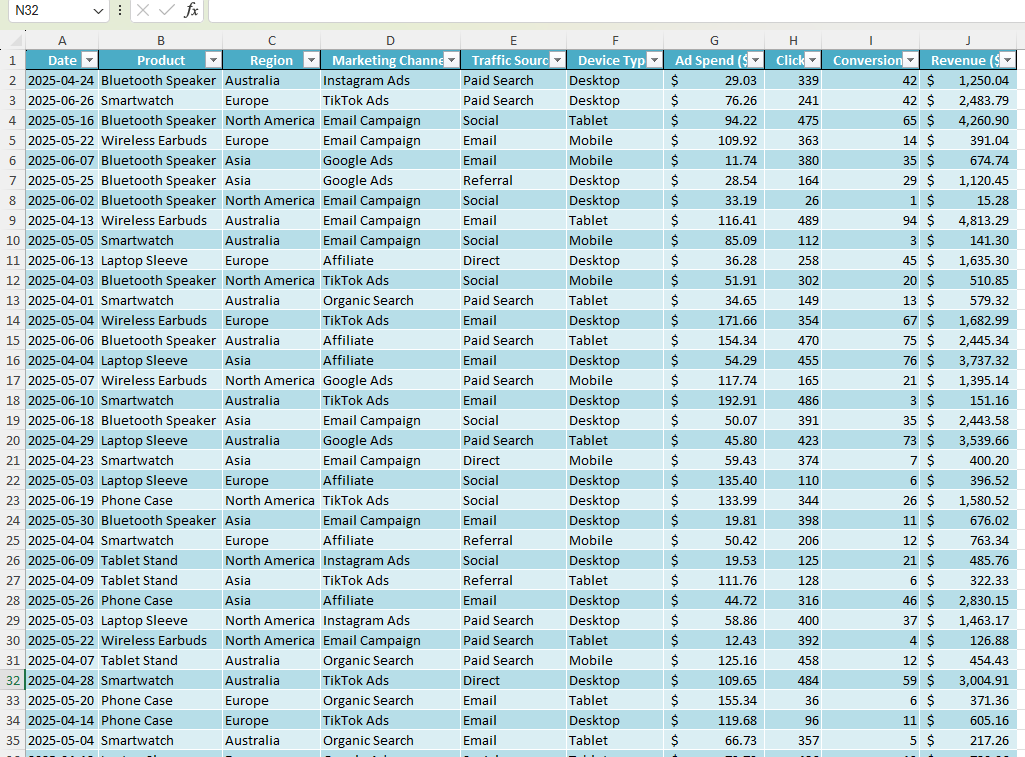 N32 fx
A B C D E F G H I J
1 Date Product Region Marketing Channe Traffic Sourc Device Typ Ad Spend ($ Click Conversion Revenue ($
2 2025-04-24 Bluetooth Speaker Australia Instagram Ads Paid Search Desktop $ 29.03 339 42 $ 1,250.04
3 2025-06-26 Smartwatch Europe TikTok Ads Paid Search Desktop $ 76.26 241 42 $ 2,483.79
4 2025-05-16 Bluetooth Speaker North America Email Campaign Social Tablet $ 94.22 475 65 $ 4,260.90
5 2025-05-22 Wireless Earbuds Europe Email Campaign Email Mobile $ 109.92 363 14 $ 391.04
6 2025-06-07 Bluetooth Speaker Asia Google Ads Email Mobile $ 11.74 380 35 $ 674.74
7 2025-05-25 Bluetooth Speaker Asia Google Ads Referral Desktop $ 28.54 164 29 $ 1,120.45
8 2025-06-02 Bluetooth Speaker North America Email Campaign Social Desktop $ 33.19 26 1 $ 15.28
9 2025-04-13 Wireless Earbuds Australia Email Campaign Email Tablet $ 116.41 489 94 $ 4,813.29
10 2025-05-05 Smartwatch Australia Email Campaign Social Mobile $ 85.09 112 3 $ 141.30
11 2025-06-13 Laptop Sleeve Europe Affiliate Direct Desktop $ 36.28 258 45 $ 1,635.30
12 2025-04-03 Bluetooth Speaker North America TikTok Ads Social Mobile $ 51.91 302 20 $ 510.85
13 2025-04-01 Smartwatch Australia Organic Search Paid Search Tablet $ 34.65 149 13 $ 579.32
14 2025-05-04 Wireless Earbuds Europe TikTok Ads Email Desktop $ 171.66 354 67 $ 1,682.99
15 2025-06-06 Bluetooth Speaker Australia Affiliate Paid Search Tablet $ 154.34 470 75 $ 2,445.34
16 2025-04-04 Laptop Sleeve Asia Affiliate Email Desktop $ 54.29 455 76 $ 3,737.32
17 2025-05-07 Wireless Earbuds North America Google Ads Paid Search Mobile $ 117.74 165 21 $ 1,395.14
18 2025-06-10 Smartwatch Australia TikTok Ads Email Desktop $ 192.91 486 3 $ 151.16
19 2025-06-18 Bluetooth Speaker Asia Email Campaign Social Desktop $ 50.07 391 35 $ 2,443.58
20 2025-04-29 Laptop Sleeve Australia Google Ads Paid Search Tablet $ 45.80 423 73 $ 3,539.66
21 2025-04-23 Smartwatch Asia Email Campaign Direct Mobile $ 59.43 374 7 $ 400.20
22 2025-05-03 Laptop Sleeve Europe Affiliate Social Desktop $ 135.40 110 6 $ 396.52
23 2025-06-19 Phone Case North America TikTok Ads Social Desktop $ 133.99 344 26 $ 1,580.52
24 2025-05-30 Bluetooth Speaker Asia Email Campaign Email Desktop $ 19.81 398 11 $ 676.02
25 2025-04-04 Smartwatch Europe Affiliate Referral Mobile $ 50.42 206 12 $ 763.34
26 2025-06-09 Tablet Stand North America Instagram Ads Social Desktop $ 19.53 125 21 $ 485.76
27 2025-04-09 Tablet Stand Asia TikTok Ads Referral Tablet $ 111.76 128 6 $ 322.33
28 2025-05-26 Phone Case Asia Affiliate Email Desktop $ 44.72 316 46 $ 2,830.15
29 2025-05-03 Laptop Sleeve North America Instagram Ads Paid Search Desktop $ 58.86 400 37 $ 1,463.17
30 2025-05-22 Wireless Earbuds North America Email Campaign Paid Search Tablet $ 12.43 392 4 $ 126.88
31 2025-04-07 Tablet Stand Australia Organic Search Paid Search Mobile $ 125.16 458 12 $ 454.43
32 2025-04-28 Smartwatch Australia TikTok Ads Direct Desktop $ 109.65 484 59 $ 3,004.91
33 2025-05-20 Phone Case Europe Organic Search Email Tablet $ 155.34 36 6 $ 371.36
34 2025-04-14 Phone Case Europe TikTok Ads Email Desktop $ 119.68 96 11 $ 605.16
35 2025-05-04 Smartwatch Australia Organic Search Email Tablet $ 66.73 357 5 $ 217.26